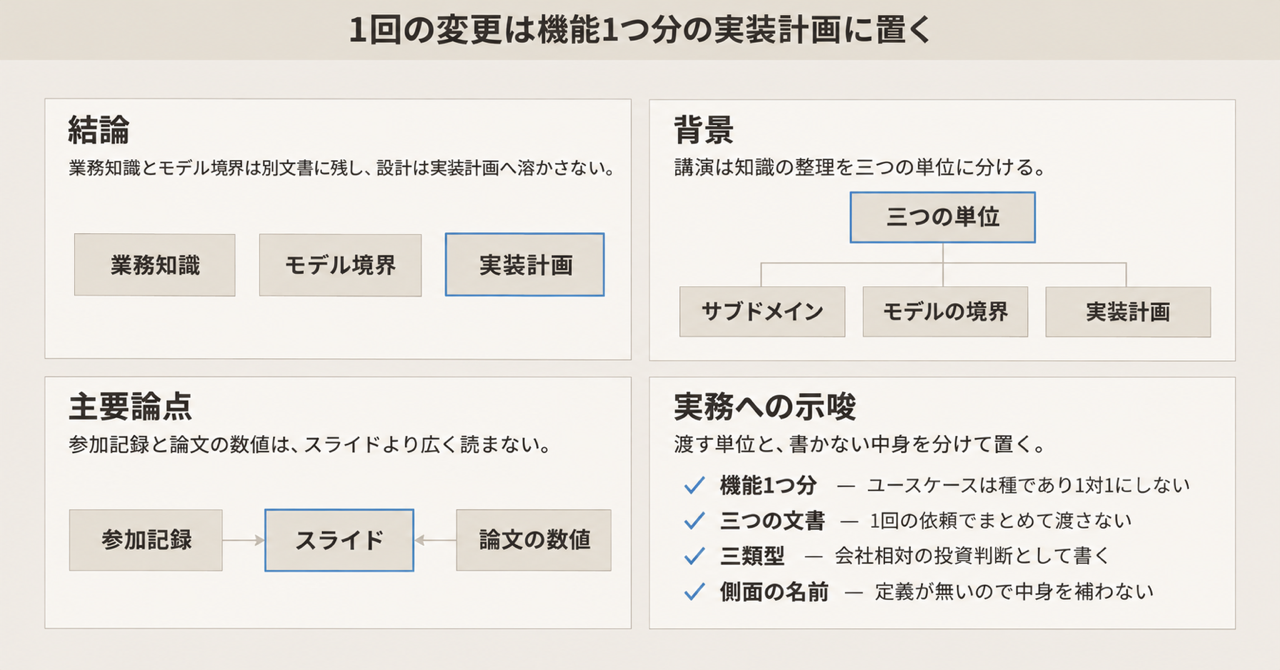 1回の変更は機能1つ分の実装計画に置く
結論
業務知識とモデル境界は別文書に残し、設計は実装計画へ溶かさない。
業務知識
モデル境界
実装計画
背景
講演は知識の整理を三つの単位に分ける。
三つの単位
サブドメイン
モデルの境界
実装計画
主要論点
参加記録と論文の数値は、スライドより広く読まない。
参加記録
スライド
論文の数値
実務への示唆
渡す単位と、書かない中身を分けて置く。
機能1つ分 — ユースケースは種であり1対1にしない
三つの文書 — 1回の依頼でまとめて渡さない
三類型 — 会社相対の投資判断として書く
側面の名前 — 定義が無いので中身を補わない